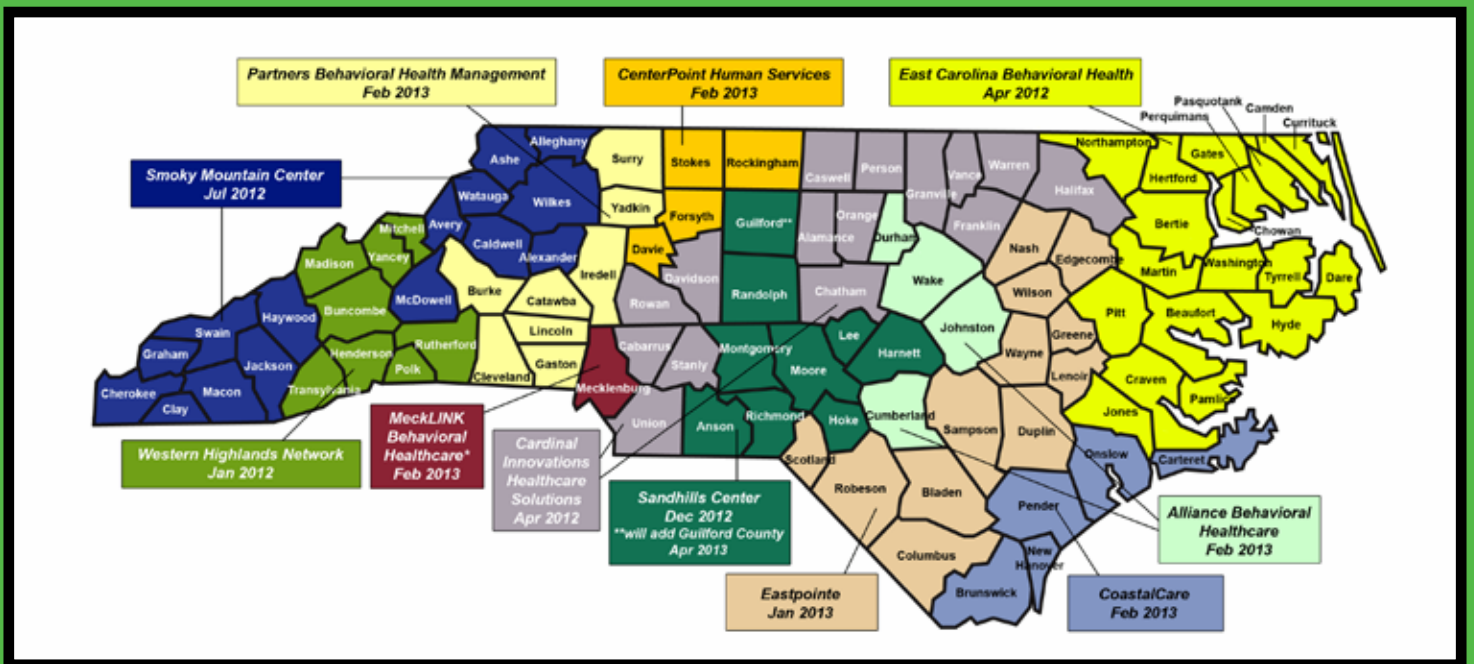 Partners Behavioral Health Management
Feb 2013
CenterPoint Human Services
Feb 2013
East Carolina Behavioral Health
Apr 2012
Smoky Mountain Center
Jul 2012
Pasquotank
Perquimans
Camden
Currituck
Alleghany
Ashe
Surry
Stokes
Rockingham
Caswell
Person
Granville
Vance
Warren
Northampton
Gates
Hertford
Halifax
Watauga
Wilkes
Yadkin
Forsyth
Guilford**
Alamance
Orange
Durham
Franklin
Bertie
Chowan
Mitchell
Avery
Caldwell
Alexander
Davie
Nash
Edgecombe
Madison
Yancey
Iredell
Davidson
Martin
Washington
Tyrrell
Dare
McDowell
Burke
Catawba
Rowan
Randolph
Chatham
Wake
Wilson
Buncombe
Haywood
Pitt
Beaufort
Hyde
Swain
Lincoln
Johnston
Greene
Graham
Jackson
Henderson
Rutherford
Polk
Cabarrus
Stanly
Montgomery
Moore
Lee
Harnett
Wayne
Lenoir
Craven
Pamlico
Cherokee
Clay
Macon
Transylvania
Cleveland
Gaston
Mecklenburg
Union
Anson
Richmond
Hoke
Cumberland
Sampson
Duplin
Jones
Onslow
Carteret
Scotland
Robeson
Bladen
Pender
Columbus
New
Hanover
Brunswick
Western Highlands Network
Jan 2012
MeckLINK
Behavioral
Healthcare*
Feb 2013
Cardinal
Innovations
Healthcare
Solutions
Apr 2012
Sandhills Center
Dec 2012
**will add Guilford County
Apr 2013
Alliance Behavioral
Healthcare
Feb 2013
Eastpointe
Jan 2013
CoastalCare
Feb 2013